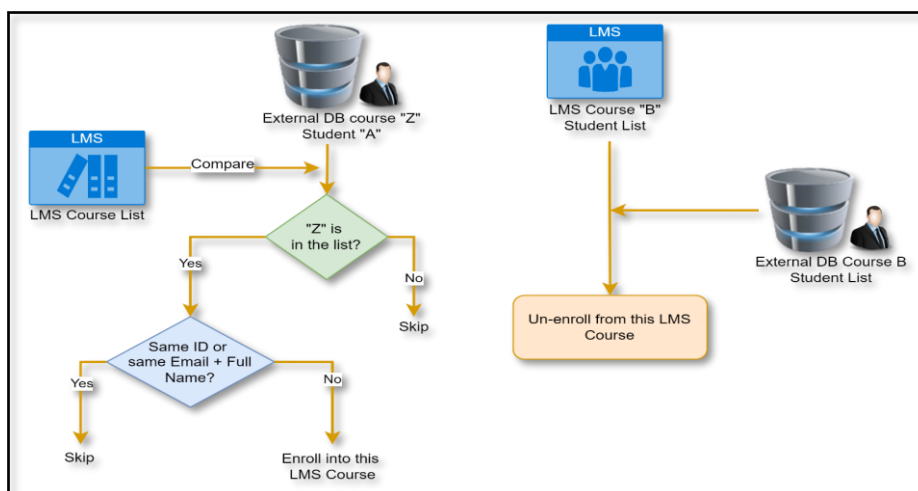 LMS
LMS Course List
Compare
External DB course "Z"
Student "A"
"Z" is
in the list?
Yes
No
Skip
Same ID or
same Email + Full
Name?
Yes
No
Skip
Enroll into this
LMS Course
LMS
LMS Course "B"
Student List
External DB Course B
Student List
Un-enroll from this LMS
Course